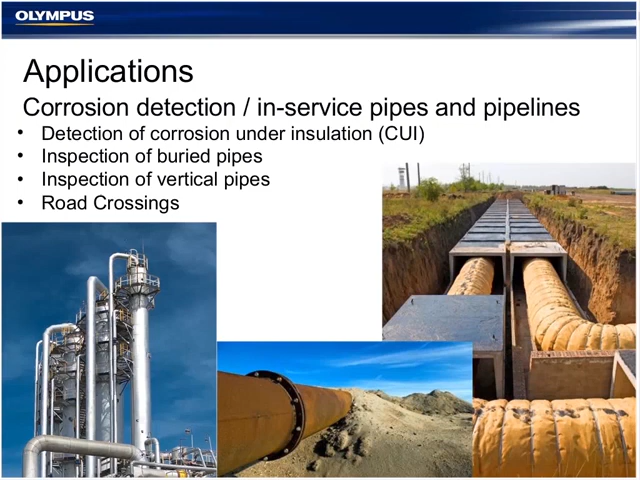 OLYMPUS
Applications
Corrosion detection / in-service pipes and pipelines
• Detection of corrosion under insulation (CUI)
• Inspection of buried pipes
• Inspection of vertical pipes
• Road Crossings